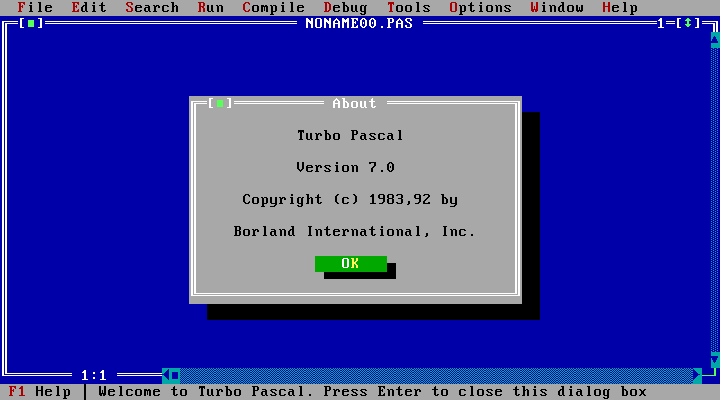 File Edit Search Run Compile Debug Tools Options Window Help
NONAME00.PAS 1
About
Turbo Pascal
Version 7.0
Copyright (c) 1983,92 by
Borland International, Inc.
OK
1:1
F1 Help | Welcome to Turbo Pascal. Press Enter to close this dialog box